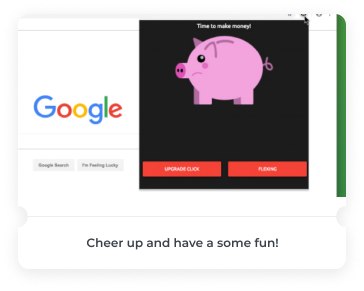 Time to make money!
Google
Google Search
I'm Feeling Lucky
UPGRADE CLICK
FLEXING
Cheer up and have a some fun!